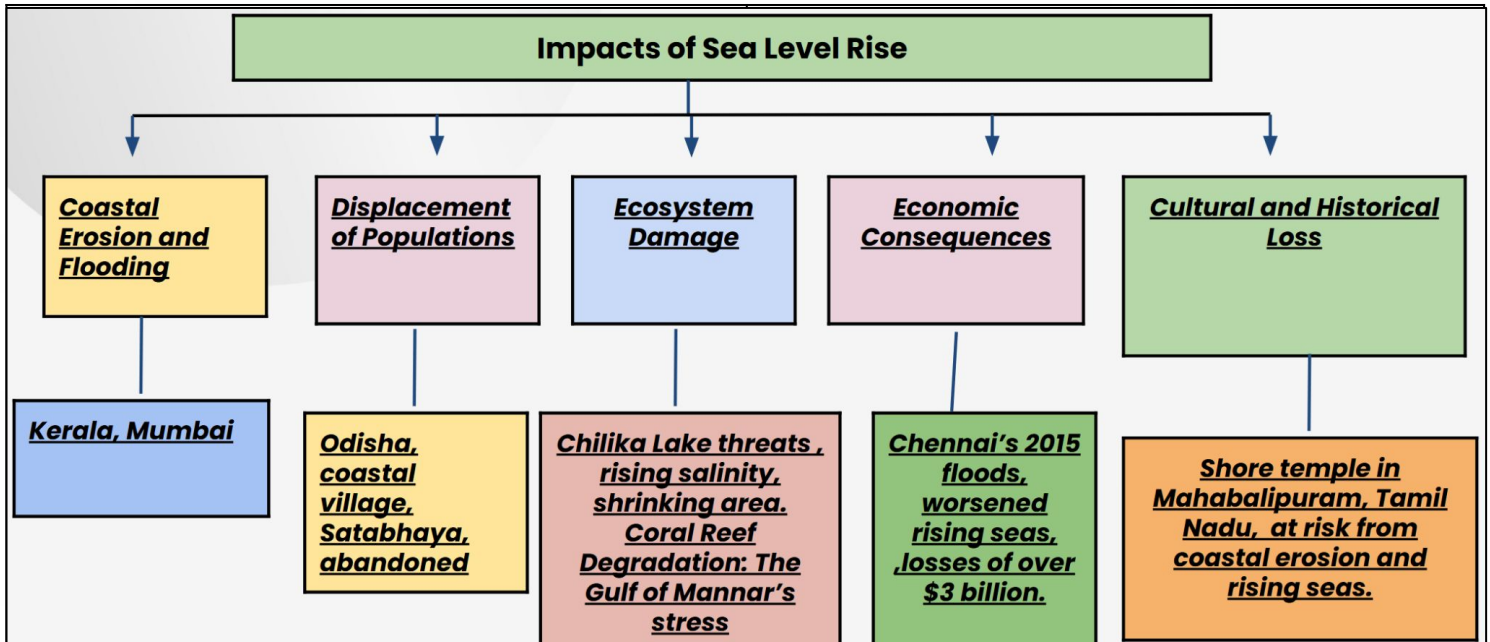 Impacts of Sea Level Rise
Coastal
Erosion and
Flooding
Displacement
of Populations
Ecosystem
Damage
Economic
Consequences
Cultural and Historical
Loss
Kerala, Mumbai
Odisha,
coastal
village,
Satabhaya,
abandoned
Chilika Lake threats ,
rising salinity,
shrinking area.
Coral Reef
Degradation: The
Gulf of Mannar’s
stress
Chennai’s 2015
floods,
worsened
rising seas,
,losses of over
$3 billion.
Shore temple in
Mahabalipuram, Tamil
Nadu,  at risk from
coastal erosion and
rising seas.